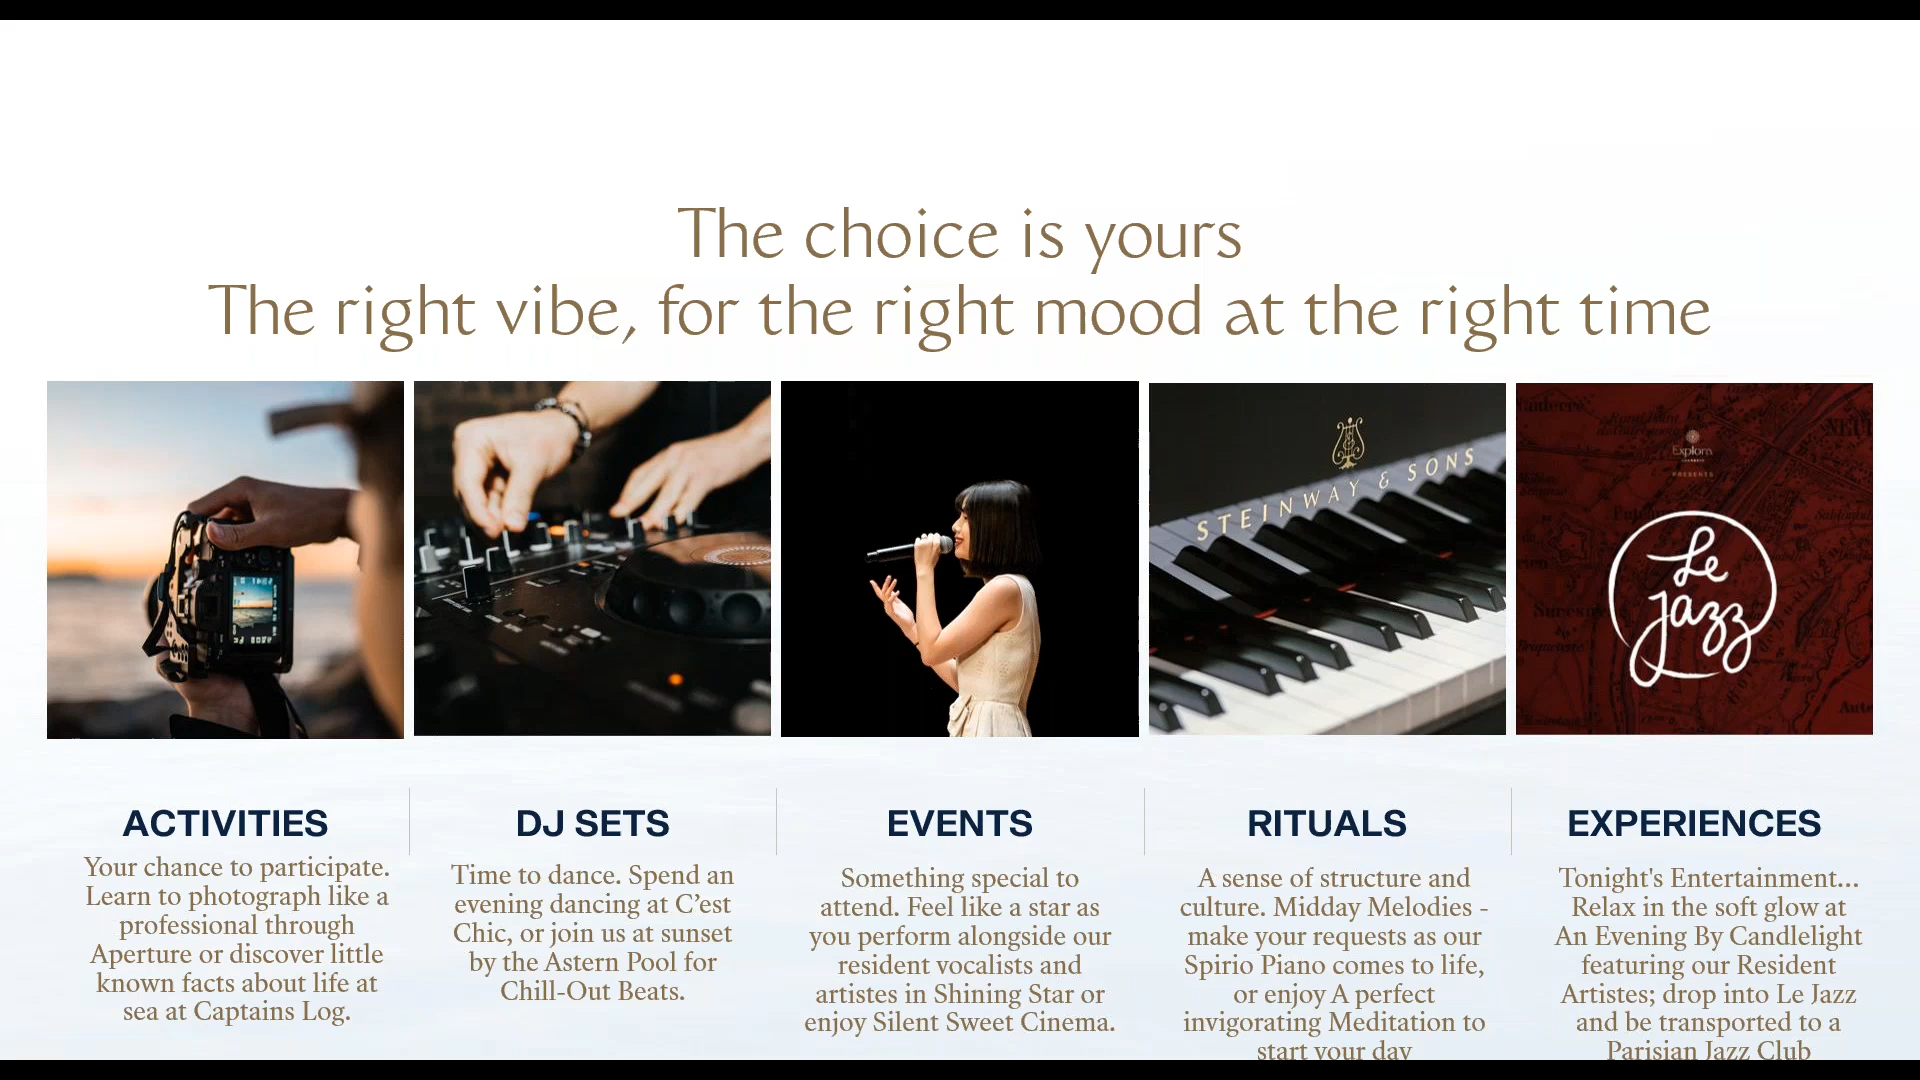 The choice is yours
The right vibe, for the right mood at the right time
STEINWAY & SONS
Explora
PRESENTS
Le
jazz
ACTIVITIES
Your chance to participate.
Learn to photograph like a
professional through
Aperture or discover little
known facts about life at
sea at Captains Log.
DJ SETS
Time to dance. Spend an
evening dancing at C’est
Chic, or join us at sunset
by the Astern Pool for
Chill-Out Beats.
EVENTS
Something special to
attend. Feel like a star as
you perform alongside our
resident vocalists and
artistes in Shining Star or
enjoy Silent Sweet Cinema.
RITUALS
A sense of structure and
culture. Midday Melodies -
make your requests as our
Spirio Piano comes to life,
or enjoy A perfect
invigorating Meditation to
start your day
EXPERIENCES
Tonight's Entertainment...
Relax in the soft glow at
An Evening By Candlelight
featuring our Resident
Artistes; drop into Le Jazz
and be transported to a
Parisian Jazz Club